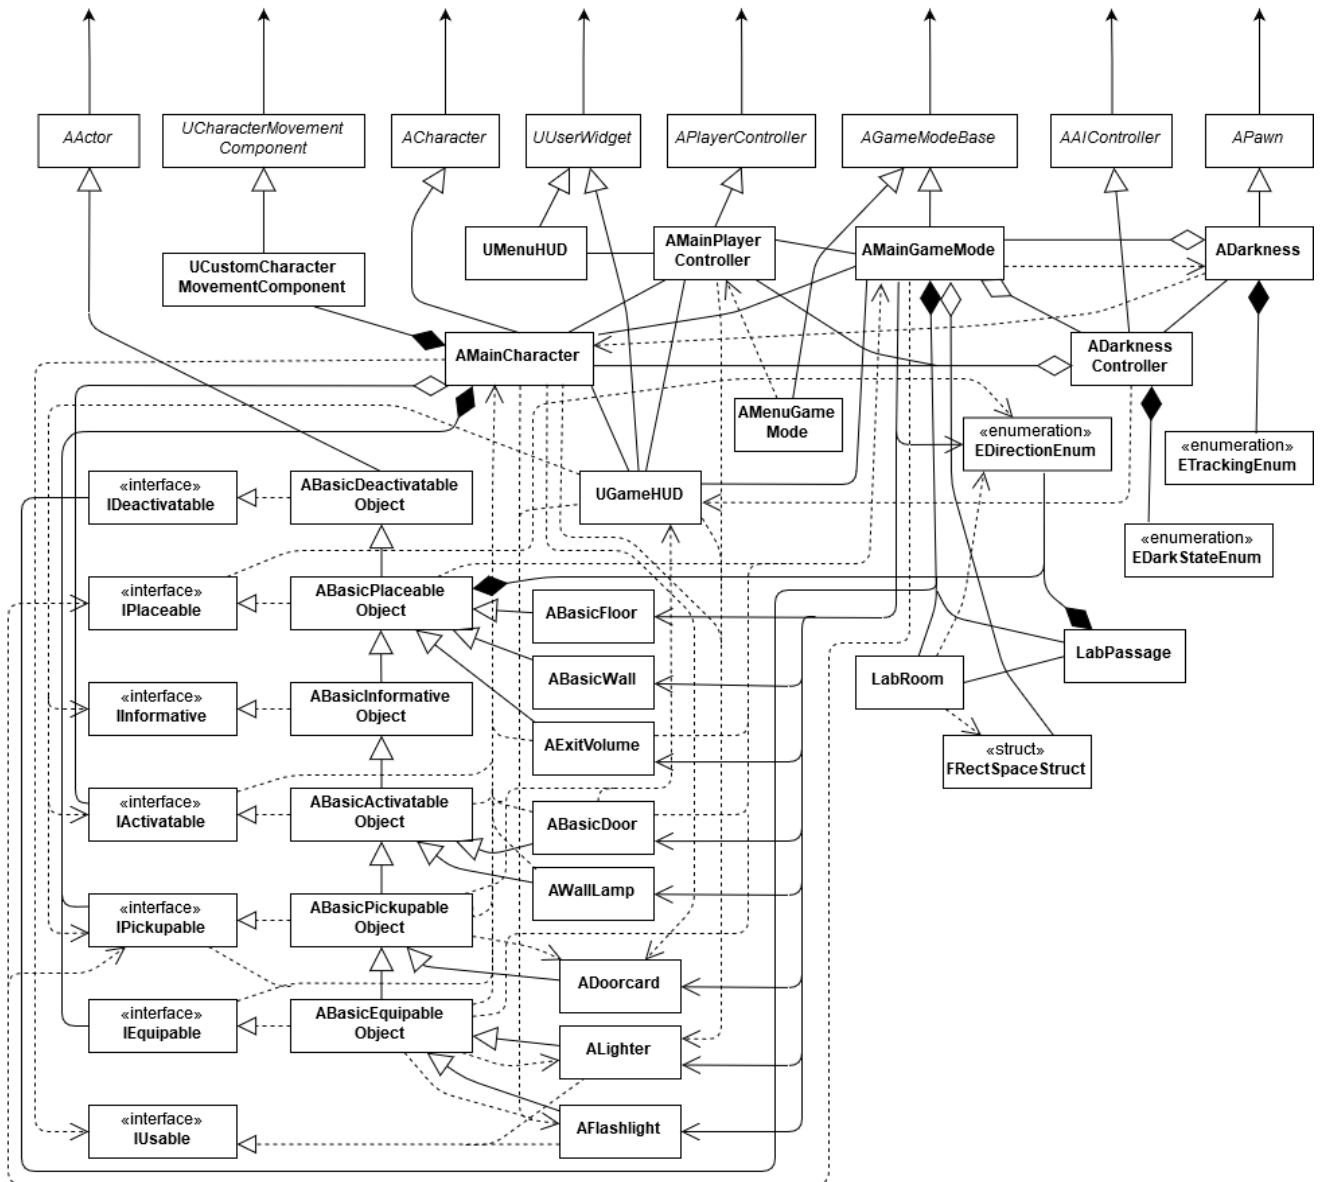 AActor
UCharacterMovement
Component
ACharacter
UUserWidget
APlayerController
AGameModeBase
AAIController
APawn
UCustomCharacter
MovementComponent
UMenuHUD
AMainPlayer
Controller
AMainGameMode
ADarkness
AMainCharacter
ADarkness
Controller
AMenuGame
Mode
«enumeration»
EDirectionEnum
«enumeration»
ETrackingEnum
«interface»
IDeactivatable
ABasicDeactivatable
Object
UGameHUD
«enumeration»
EDarkStateEnum
«interface»
IPlaceable
ABasicPlaceable
Object
ABasicFloor
LabPassage
«interface»
IInformative
ABasicInformative
Object
ABasicWall
LabRoom
AExitVolume
«struct»
FRectSpaceStruct
«interface»
IActivatable
ABasicActivatable
Object
ABasicDoor
AWallLamp
«interface»
IPickupable
ABasicPickupable
Object
ADoorcard
«interface»
IEquipable
ABasicEquipable
Object
ALighter
«interface»
IUsable
AFlashlight